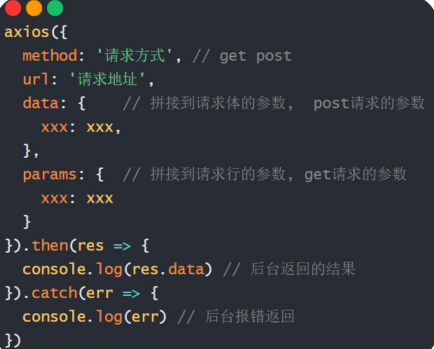 axios({
  method: '请求方式', // get post
  url: '请求地址',
  data: {    // 拼接到请求体的参数， post请求的参数
    xxx: xxx,
  },
  params: {  // 拼接到请求行的参数, get请求的参数
    xxx: xxx
  }
}).then(res => {
  console.log(res.data) // 后台返回的结果
}).catch(err => {
  console.log(err) // 后台报错返回
})